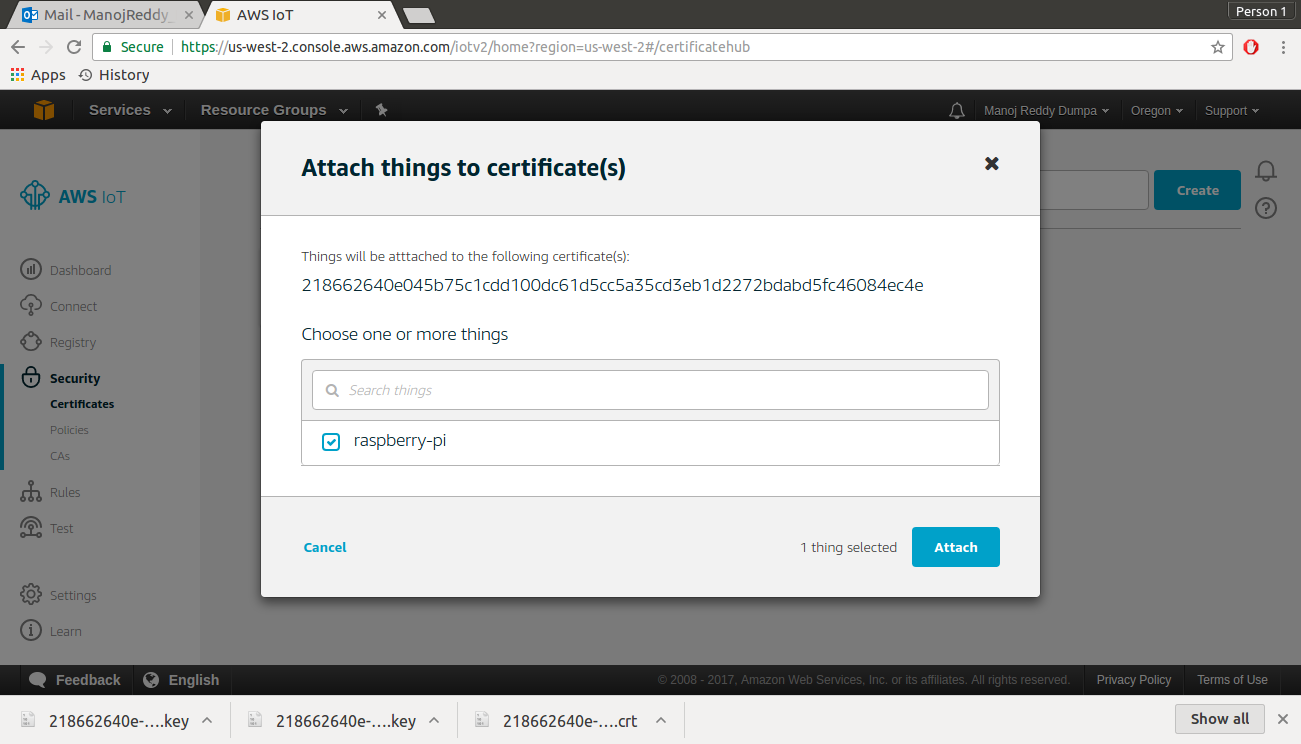 Mail - ManojReddy_
AWS IoT
Person 1
Secure
https://us-west-2.console.aws.amazon.com/iotv2/home?region=us-west-2#/certificatehub
Apps
History
Services
Resource Groups
Manoj Reddy Dumpa
Oregon
Support
Attach things to certificate(s)
AWS IoT
Create
Things will be atttached to the following certificate(s):
218662640e045b75c1cdd100dc61d5cc5a35cd3eb1d2272bdabd5fc46084ec4e
Dashboard
Connect
Registry
Security
Certificates
Policies
CAs
Rules
Test
Settings
Learn
Choose one or more things
Search things
raspberry-pi
Cancel
1 thing selected
Attach
Feedback
English
© 2008 - 2017, Amazon Web Services, Inc. or its affiliates. All rights reserved.
Privacy Policy
Terms of Use
218662640e-....key
218662640e-....key
218662640e-....crt
Show all